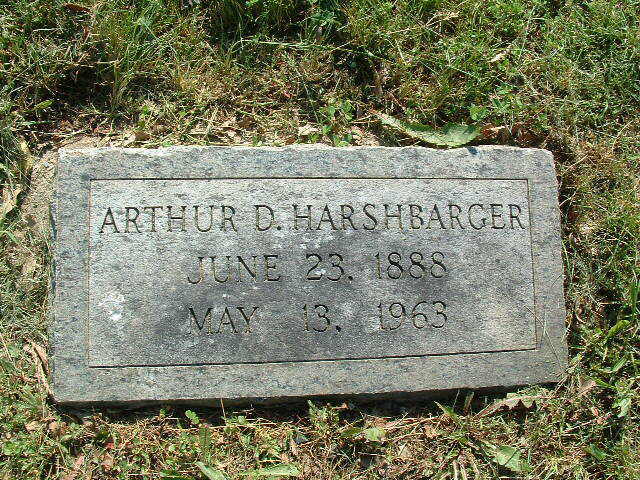 ARTHUR D. HARSHBARGER
JUNE 23, 1888
MAY 13, 1963